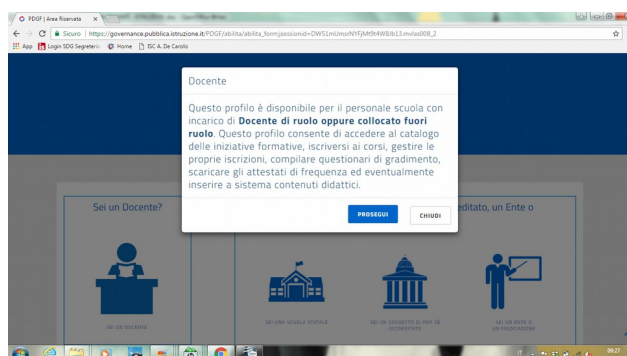 PDGF | Area Riservata
Sicuro | https://governance.pubblica.istruzione.it/PDGF/abilita/abilita_form;jsessionid=
App Login SDG Segreteri Home ISC A. De Carolis
Docente
Questo profilo è disponibile per il personale scuola con
incarico di Docente di ruolo oppure collocato fuori
ruolo. Questo profilo consente di accedere al catalogo
delle iniziative formative, iscriversi ai corsi, gestire le
proprie iscrizioni, compilare questionari di gradimento,
scaricare gli attestati di frequenza ed eventualmente
inserire a sistema contenuti didattici.
PROSEGUI CHIUDI
Sei un Docente? editato, un Ente o
SEI UN DOCENTE SEI UNA SCUOLA STATALE SEI UN SOGGETTO DI PER SÉ SEI UN ENTE O
ACCREDITATO UN'ASSOCIAZIONE
IT 09:27